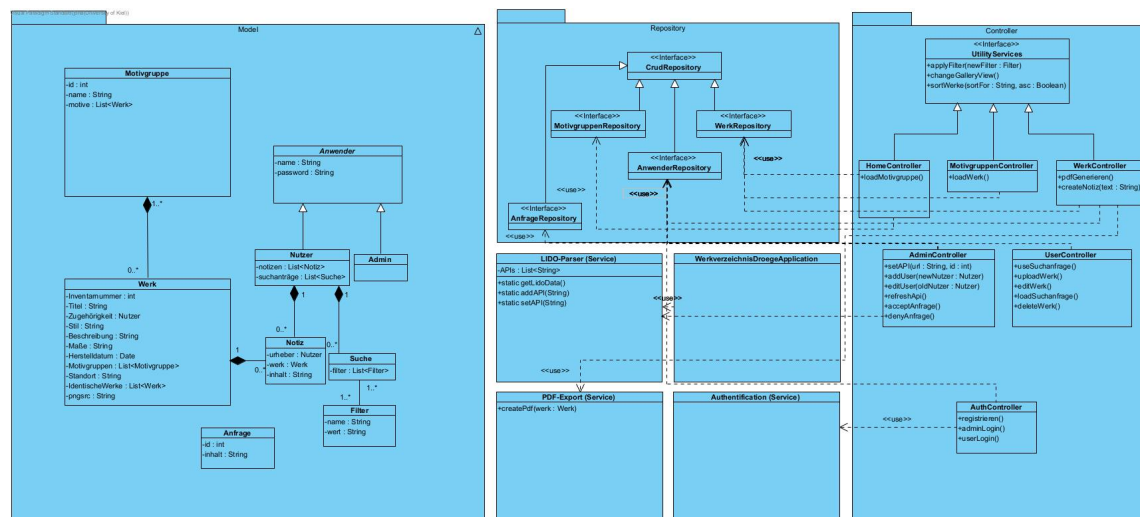 Model
Motivgruppe
-id : int
-name : String
-motive : List<Werk>
1..*
0..*
Anwender
-name : String
-password : String
Nutzer
-notizen : List<Notiz>
-suchanträge : List<Suche>
Admin
1
1
0..*
0..*
Werk
-Inventarnummer : int
-Titel : String
-Zugehörigkeit : Nutzer
-Stil : String
-Beschreibung : String
-Maße : String
-Herstelldatum : Date
-Motivgruppen : List<Motivgruppe>
-Standort : String
-IdentischeWerke : List<Werk>
-pngsrc : String
1
0..*
Notiz
-urheber : Nutzer
-werk : Werk
-inhalt : String
Suche
-filter : List<Filter>
1..*
1..*
Filter
-name : String
-wert : String
Anfrage
-id : int
-inhalt : String
Repository
<<Interface>>
CrudRepository
<<Interface>>
MotivgruppenRepository
<<Interface>>
WerkRepository
<<Interface>>
AnwenderRepository
<<Interface>>
AnfrageRepository
<<use>>
<<use>>
<<use>>
<<use>>
<<use>>
LIDO-Parser (Service)
-APIs : List<String>
+static getLidoData()
+static addAPI(String)
+static setAPI(String)
<<use>>
<<use>>
WerkverzeichnisDroegeApplication
PDF-Export (Service)
+createPdf(werk : Werk)
Authentification (Service)
Controller
<<Interface>>
UtilityServices
+applyFilter(newFilter : Filter)
+changeGalleryView()
+sortWerke(sortFor : String, asc : Boolean)
HomeController
+loadMotivgruppe()
MotivgruppenController
+loadWerk()
WerkController
+pdfGenerieren()
+createNotiz(text : String)
AdminController
+setAPI(url : String, id : int)
+addUser(newNutzer : Nutzer)
+editUser(oldNutzer : Nutzer)
+refreshApi()
+acceptAnfrage()
+denyAnfrage()
UserController
+useSuchanfrage()
+uploadWerk()
+editWerk()
+loadSuchanfrage()
+deleteWerk()
<<use>>
AuthController
+registrieren()
+adminLogin()
+userLogin()